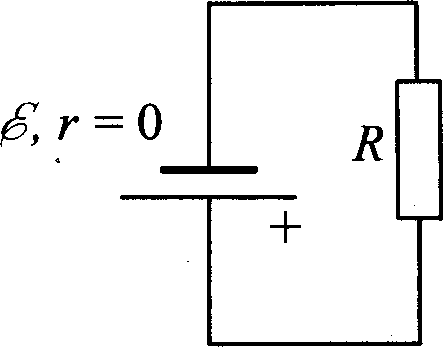 ℰ, r = 0
R
+